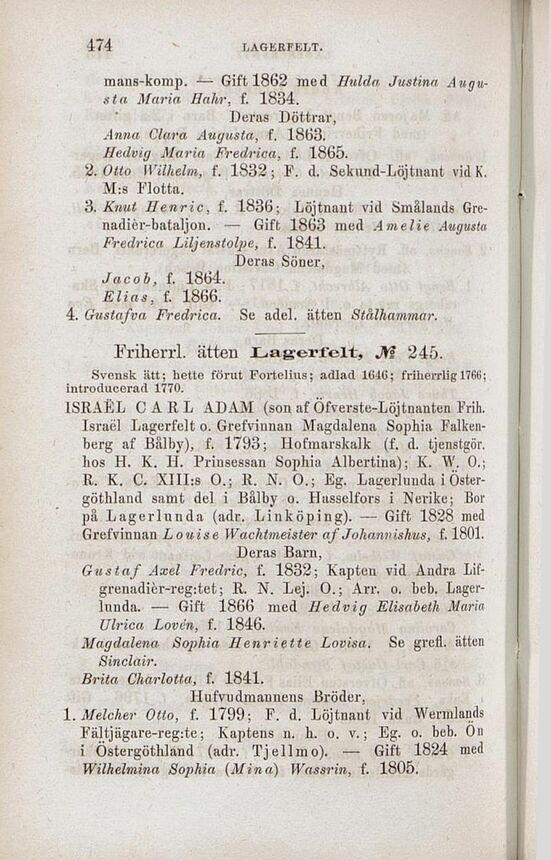 474 LAGERFELT.
mans-komp. — Gift 1862 med Hulda Justina Augu-
sta Maria Hahr, f. 1834.
Deras Döttrar,
Anna Clara Augusta, f. 1863.
Hedvig Maria Fredrica, f. 1865.
2. Otto Wilhelm, f. 1832; F. d. Sekund-Löjtnant vid K.
M:s Flotta.
3. Knut Henric, f. 1836; Löjtnant vid Smålands Gre-
nadiér-bataljon. — Gift 1863 med Amelie Augusta
Fredrica Liljenstolpe, f. 1841.
Deras Söner,
Jacob, f. 1864.
Elias, f. 1866.
4. Gustafva Fredrica. Se adel. ätten Stålhammar.
Friherrl. ätten Lagerfelt, № 245.
Svensk ätt; hette förut Fortelius; adlad 1646; friherrlig 1766;
introducerad 1770.
ISRAËL CARL ADAM (son af Öfverste-Löjtnanten Frih.
Israël Lagerfelt o. Grefvinnan Magdalena Sophia Falken-
berg af Bålby), f. 1793; Hofmarskalk (f. d. tjenstgör.
hos H. K. H. Prinsessan Sophia Albertina); K. W. O.;
R. K. C. XIII:s O.; R. N. O.; Eg. Lagerlunda i Öster-
göthland samt del i Bålby o. Hasselfors i Nerike; Bor
på Lagerlunda (adr. Linköping). — Gift 1828 med
Grefvinnan Louise Wachtmeister af Johannishus, f. 1801.
Deras Barn,
Gustaf Axel Fredric, f. 1832; Kapten vid Andra Lif-
grenadiér-reg:tet; R. N. Lej. O.; Arr. o. beb. Lager-
lunda. — Gift 1866 med Hedvig Elisabeth Maria
Ulrica Lovén, f. 1846.
Magdalena Sophia Henriette Lovisa. Se grefl. ätten
Sinclair.
Brita Charlotta, f. 1841.
Hufvudmannens Bröder,
1. Melcher Otto, f. 1799; F. d. Löjtnant vid Wermlands
Fältjägare-reg:te; Kaptens n. h. o. v.; Eg. o. beb. Ön
i Östergöthland (adr. Tjellmo). — Gift 1824 med
Wilhelmina Sophia (Mina) Wassrin, f. 1805.